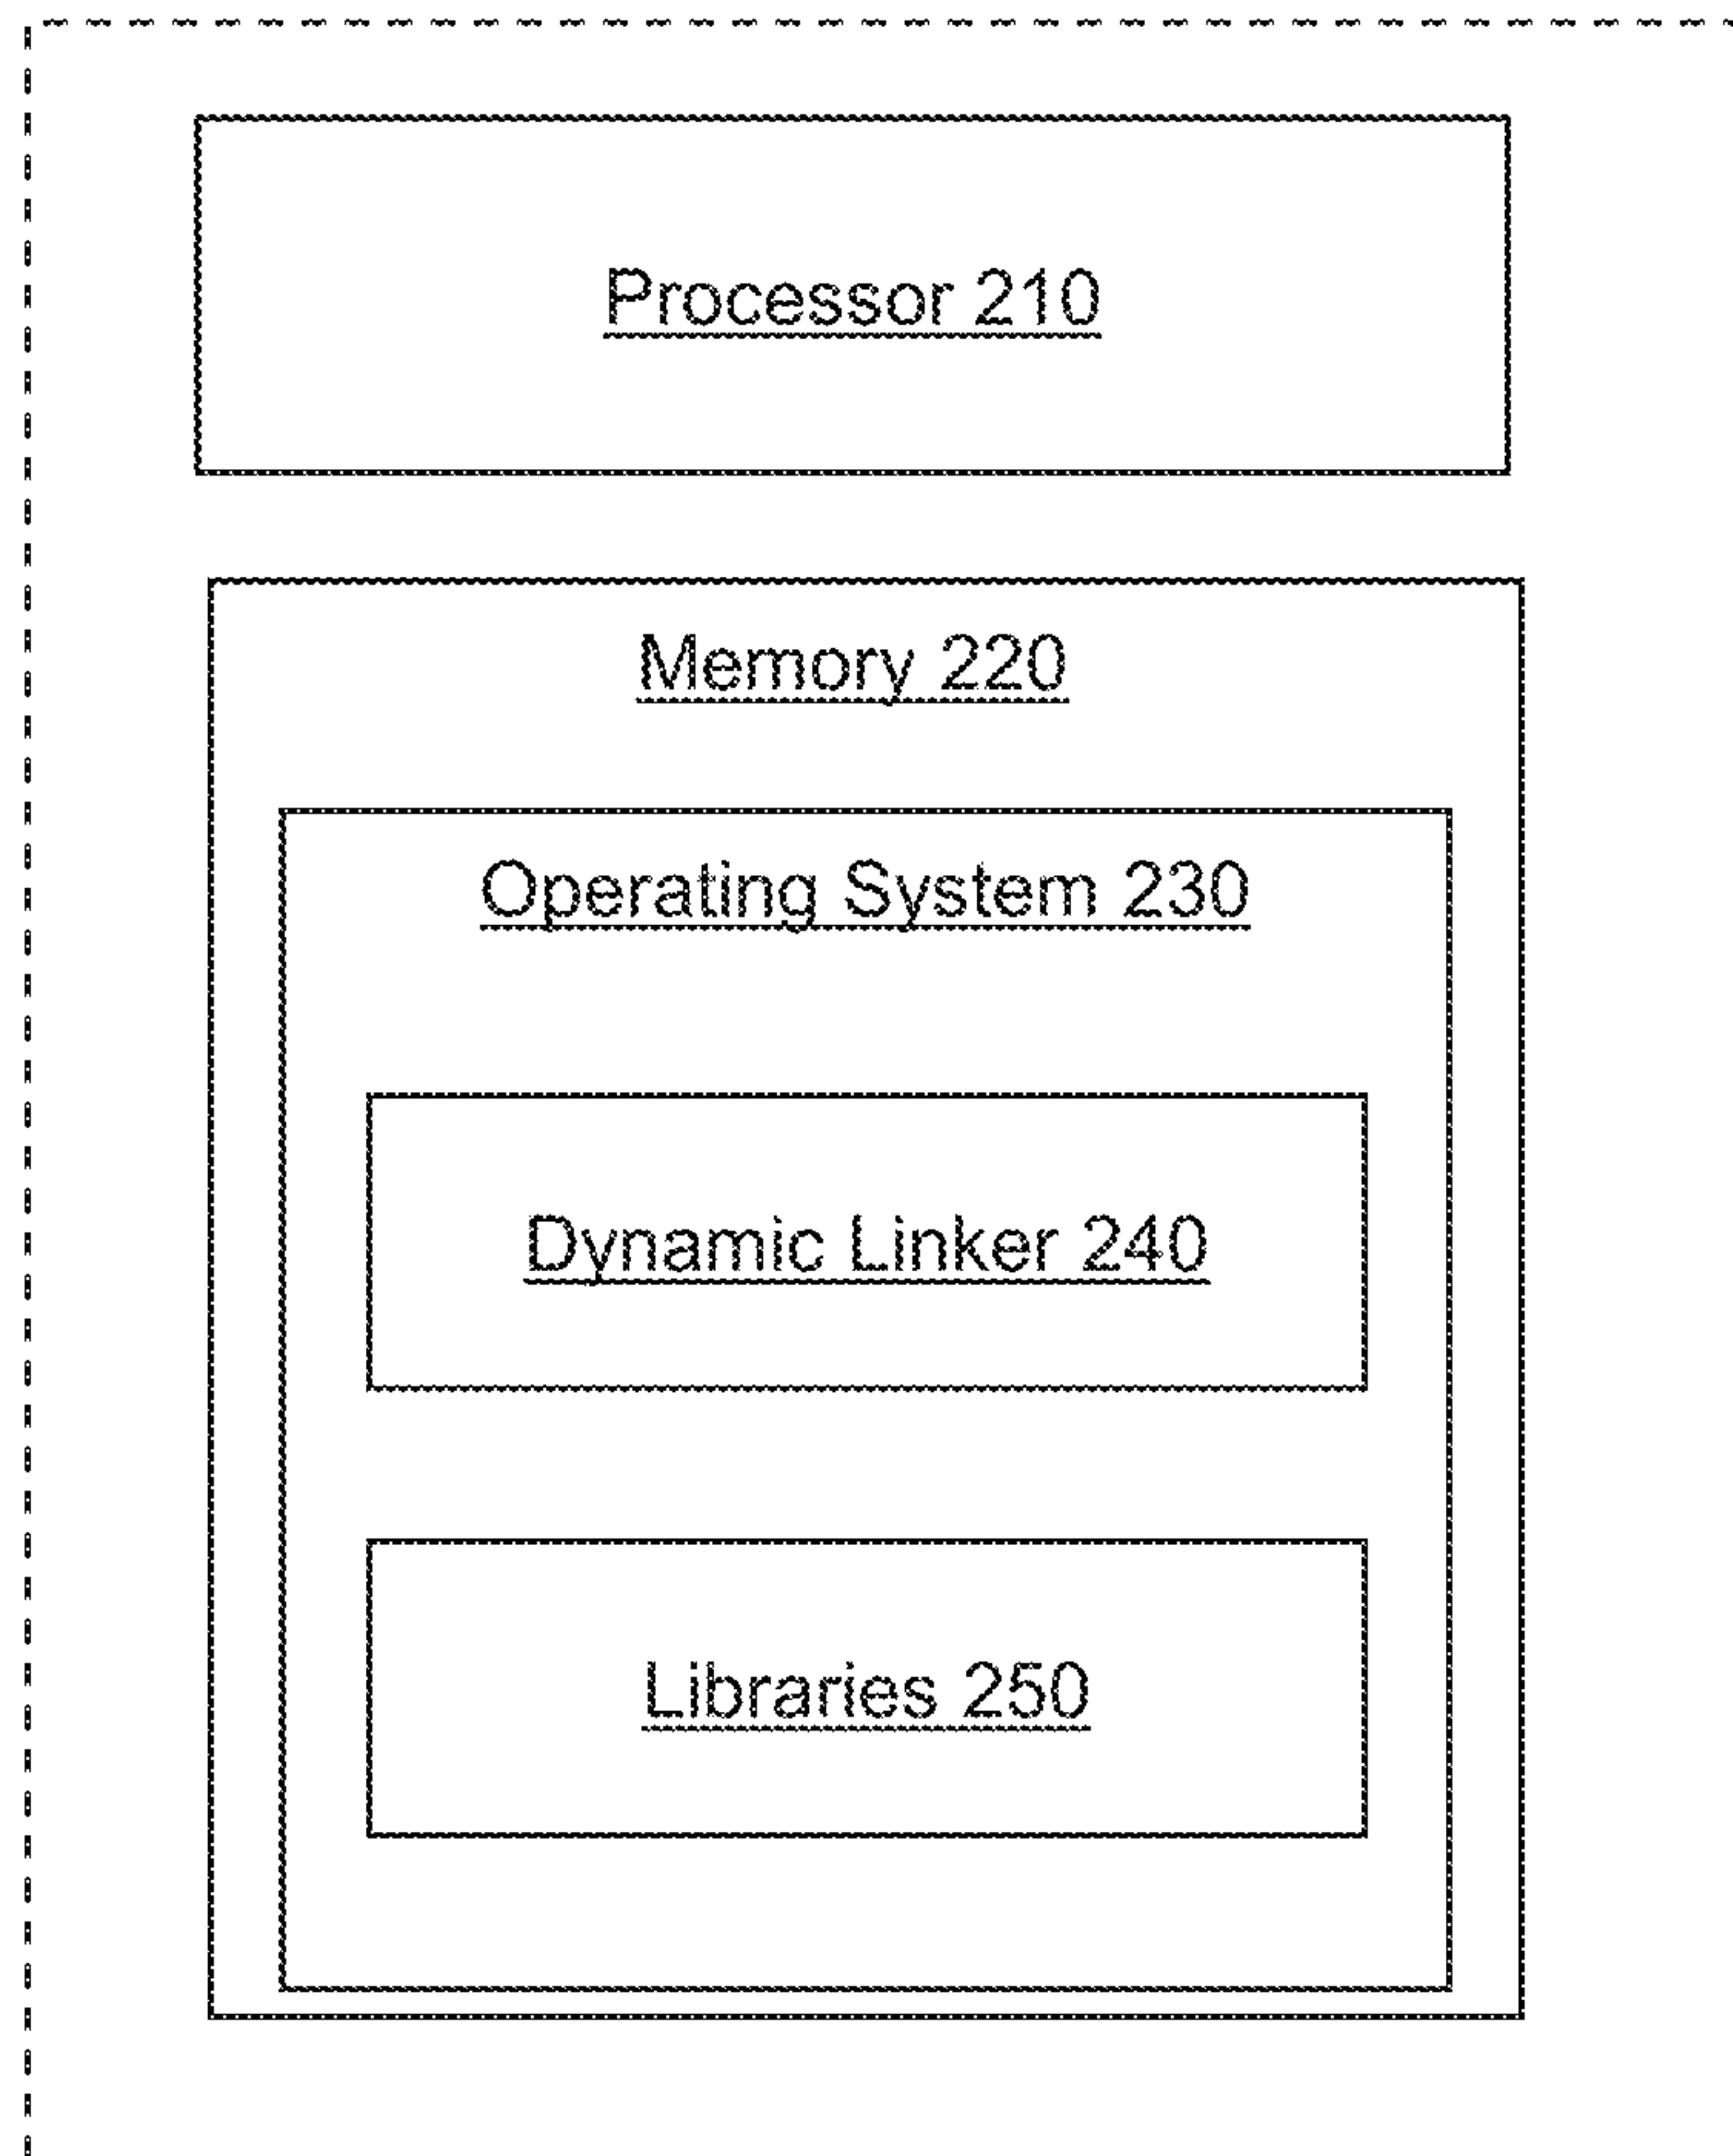 Processor 210
Memory 220
Operating System 230
Dynamic Linker 240
Libraries 250